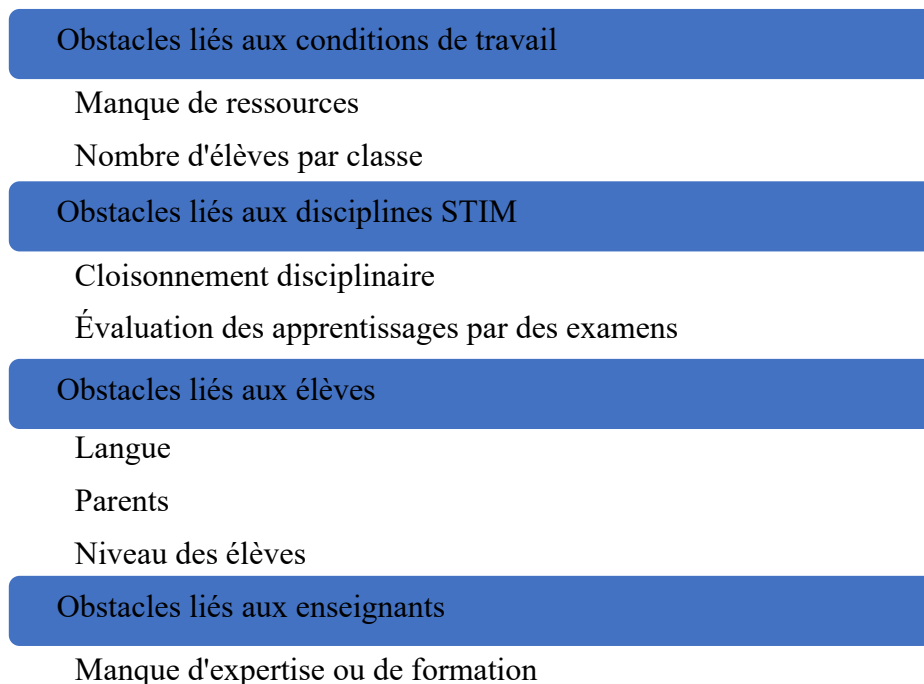 Obstacles liés aux conditions de travail
Manque de ressources
Nombre d'élèves par classe
Obstacles liés aux disciplines STIM
Cloisonnement disciplinaire
Évaluation des apprentissages par des examens
Obstacles liés aux élèves
Langue
Parents
Niveau des élèves
Obstacles liés aux enseignants
Manque d'expertise ou de formation